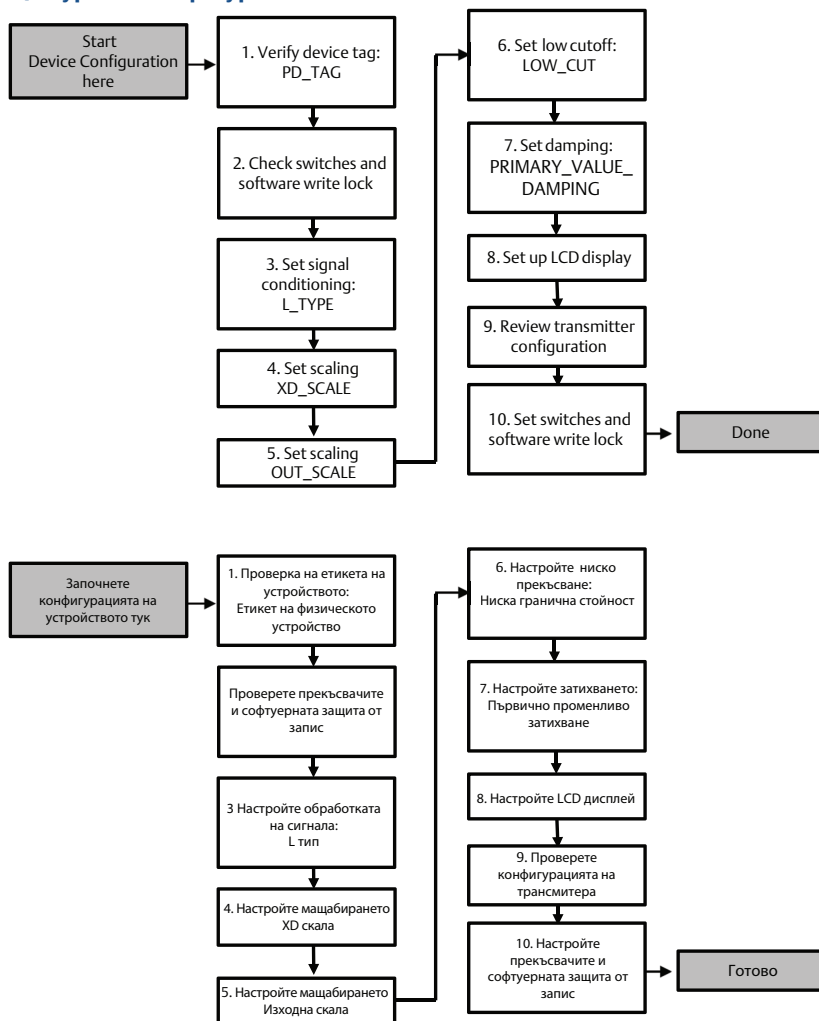 Start
Device Configuration
here
1. Verify device tag:
PD_TAG
2. Check switches and
software write lock
3. Set signal
conditioning:
L_TYPE
4. Set scaling
XD_SCALE
5. Set scaling
OUT_SCALE
6. Set low cutoff:
LOW_CUT
7. Set damping:
PRIMARY_VALUE_
DAMPING
8. Set up LCD display
9. Review transmitter
configuration
10. Set switches and
software write lock
Done
Започнете
конфигурацията на
устройството тук
1. Проверка на етикета на
устройството:
Етикет на физическото
устройство
Проверете прекъсвачите
и софтуерната защита от
запис
3 Настройте обработката
на сигнала:
L тип
4. Настройте мащабирането
XD скала
5. Настройте мащабирането
Изходна скала
6. Настройте ниско
прекъсване:
Ниска гранична стойност
7. Настройте затихването:
Първично променливо
затихване
8. Настройте LCD дисплей
9. Проверете
конфигурацията на
трансмитера
10. Настройте
прекъсвачите и
софтуерната защита от
запис
Готово